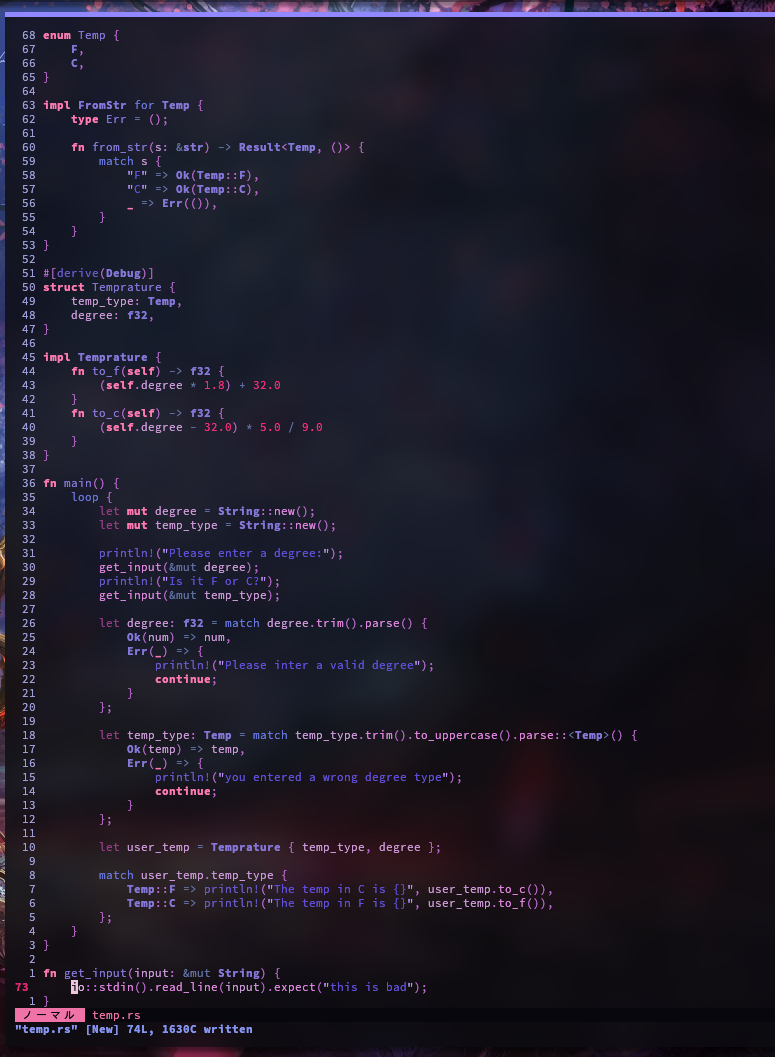 68 enum Temp {
67     F,
66     C,
65 }
64
63 impl FromStr for Temp {
62     type Err = ();
61
60     fn from_str(s: &str) -> Result<Temp, ()> {
59         match s {
58             "F" => Ok(Temp::F),
57             "C" => Ok(Temp::C),
56             _ => Err(()),
55         }
54     }
53 }
52
51 #[derive(Debug)]
50 struct Temprature {
49     temp_type: Temp,
48     degree: f32,
47 }
46
45 impl Temprature {
44     fn to_f(self) -> f32 {
43         (self.degree * 1.8) + 32.0
42     }
41     fn to_c(self) -> f32 {
40         (self.degree - 32.0) * 5.0 / 9.0
39     }
38 }
37
36 fn main() {
35     loop {
34         let mut degree = String::new();
33         let mut temp_type = String::new();
32
31         println!("Please enter a degree:");
30         get_input(&mut degree);
29         println!("Is it F or C?");
28         get_input(&mut temp_type);
27
26         let degree: f32 = match degree.trim().parse() {
25             Ok(num) => num,
24             Err(_) => {
23                 println!("Please inter a valid degree");
22                 continue;
21             }
20         };
19
18         let temp_type: Temp = match temp_type.trim().to_uppercase().parse::<Temp>() {
17             Ok(temp) => temp,
16             Err(_) => {
15                 println!("you entered a wrong degree type");
14                 continue;
13             }
12         };
11
10         let user_temp = Temprature { temp_type, degree };
9
8         match user_temp.temp_type {
7             Temp::F => println!("The temp in C is {}", user_temp.to_c()),
6             Temp::C => println!("The temp in F is {}", user_temp.to_f()),
5         };
4     }
3 }
2
1 fn get_input(input: &mut String) {
73     io::stdin().read_line(input).expect("this is bad");
1 }
ノーマル temp.rs
"temp.rs" [New] 74L, 1630C written